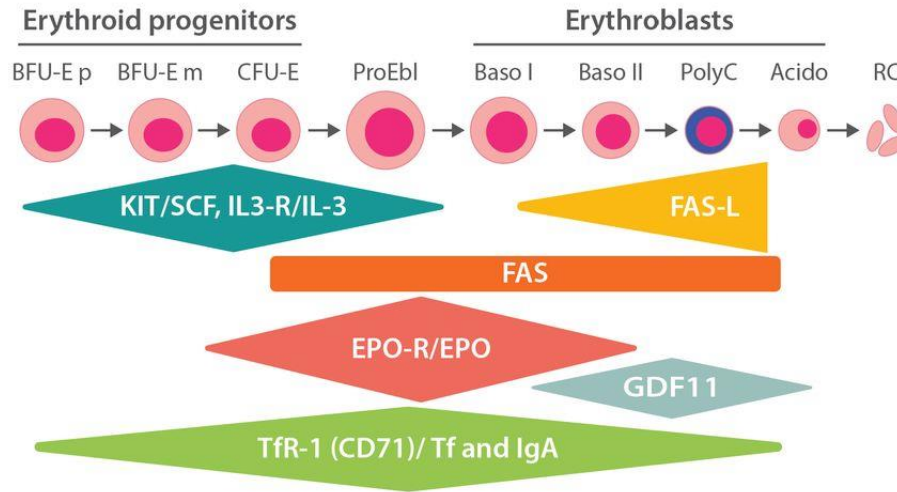 Erythroid progenitors
Erythroblasts
BFU-E p
BFU-E m
CFU-E
ProEbl
Baso I
Baso II
PolyC
Acido
KIT/SCF, IL3-R/IL-3
FAS-L
FAS
EPO-R/EPO
GDF11
TfR-1 (CD71)/ Tf and IgA